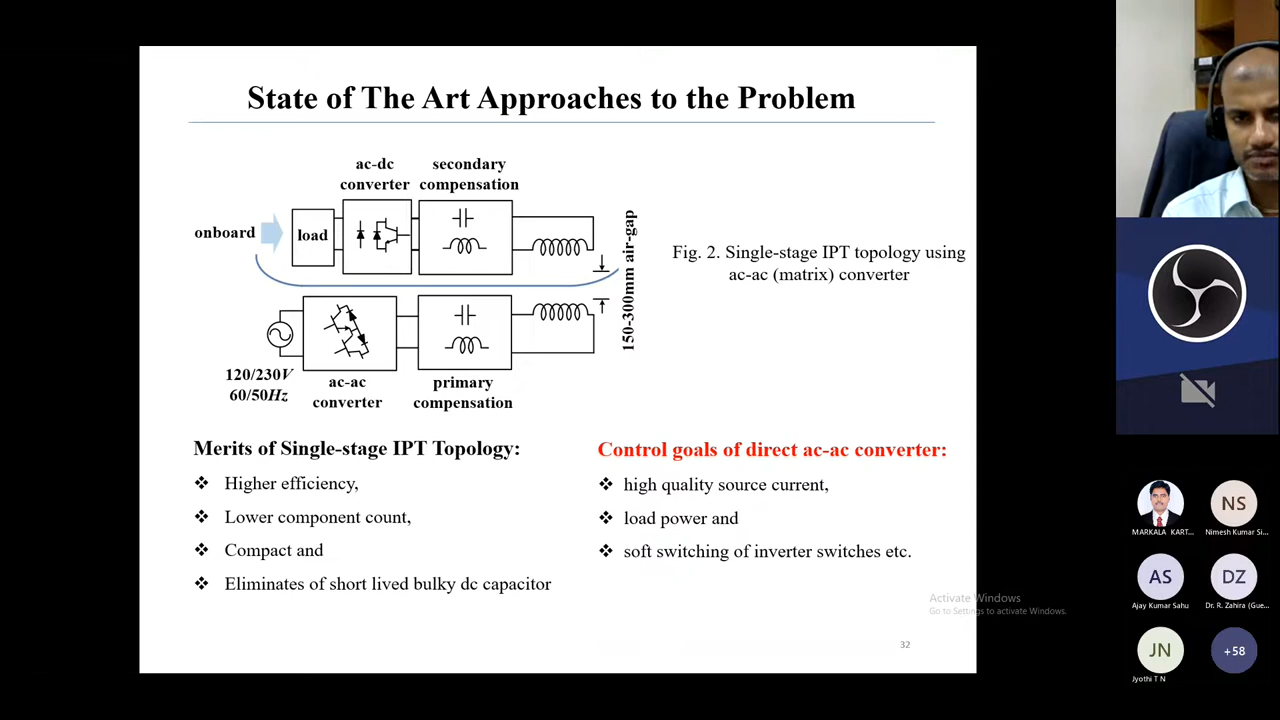 State of The Art Approaches to the Problem
ac-dc
converter
secondary
compensation
onboard
load
150-300mm air-gap
Fig. 2. Single-stage IPT topology using
ac-ac (matrix) converter
120/230V
60/50Hz
ac-ac
converter
primary
compensation
Merits of Single-stage IPT Topology:
❖ Higher efficiency,
❖ Lower component count,
❖ Compact and
❖ Eliminates of short lived bulky dc capacitor
Control goals of direct ac-ac converter:
❖ high quality source current,
❖ load power and
❖ soft switching of inverter switches etc.
Activate Windows
Go to Settings to activate Windows.
32
MARKALA KART...
NS
Nimesh Kumar Si...
AS
Ajay Kumar Sahu
DZ
Dr. R. Zahira (Gue...
JN
Jyothi T N
+58